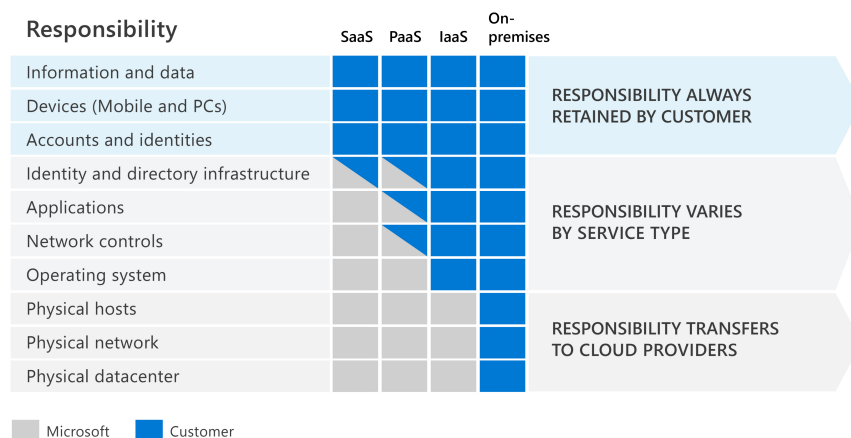 Responsibility
SaaS PaaS IaaS On-
premises
Information and data
Devices (Mobile and PCs)
Accounts and identities
RESPONSIBILITY ALWAYS
RETAINED BY CUSTOMER
Identity and directory infrastructure
Applications
Network controls
Operating system
RESPONSIBILITY VARIES
BY SERVICE TYPE
Physical hosts
Physical network
Physical datacenter
RESPONSIBILITY TRANSFERS
TO CLOUD PROVIDERS
Microsoft Customer